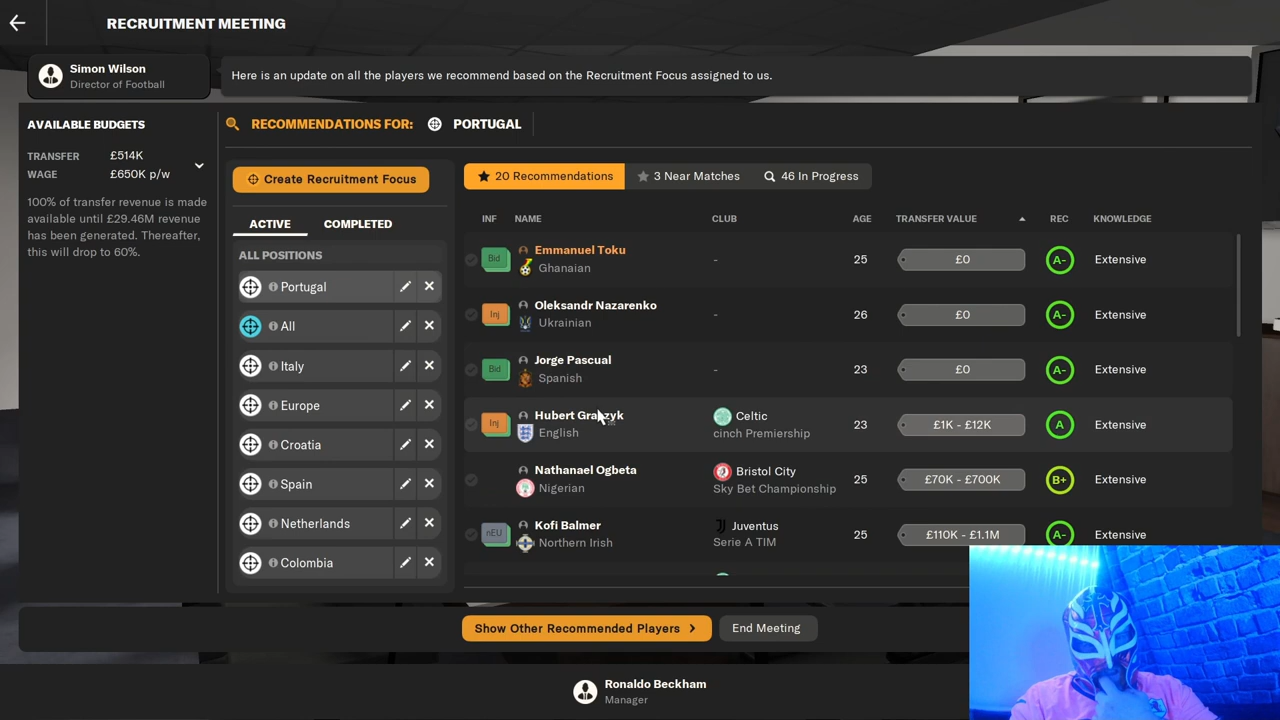 RECRUITMENT MEETING
Simon Wilson
Director of Football
Here is an update on all the players we recommend based on the Recruitment Focus assigned to us.
AVAILABLE BUDGETS
TRANSFER £514K
WAGE £650K p/w
100% of transfer revenue is made
available until £29.46M revenue
has been generated. Thereafter,
this will drop to 60%.
RECOMMENDATIONS FOR: PORTUGAL
Create Recruitment Focus
ACTIVE COMPLETED
ALL POSITIONS
Portugal
All
Italy
Europe
Croatia
Spain
Netherlands
Colombia
20 Recommendations 3 Near Matches 46 In Progress
INF NAME CLUB AGE TRANSFER VALUE REC KNOWLEDGE
Bid Emmanuel Toku - 25 £0 A- Extensive
Ghanaian
Inj Oleksandr Nazarenko - 26 £0 A- Extensive
Ukrainian
Bid Jorge Pascual - 23 £0 A- Extensive
Spanish
Inj Hubert Celtic 23 £1K - £12K A Extensive
English cinch Premiership
Nathanael Ogbeta Bristol City 25 £70K - £700K B+ Extensive
Nigerian Sky Bet Championship
nEU Kofi Balmer Juventus 25 £110K - £1.1M A- Extensive
Northern Irish Serie A TIM
Show Other Recommended Players End Meeting
Ronaldo Beckham
Manager